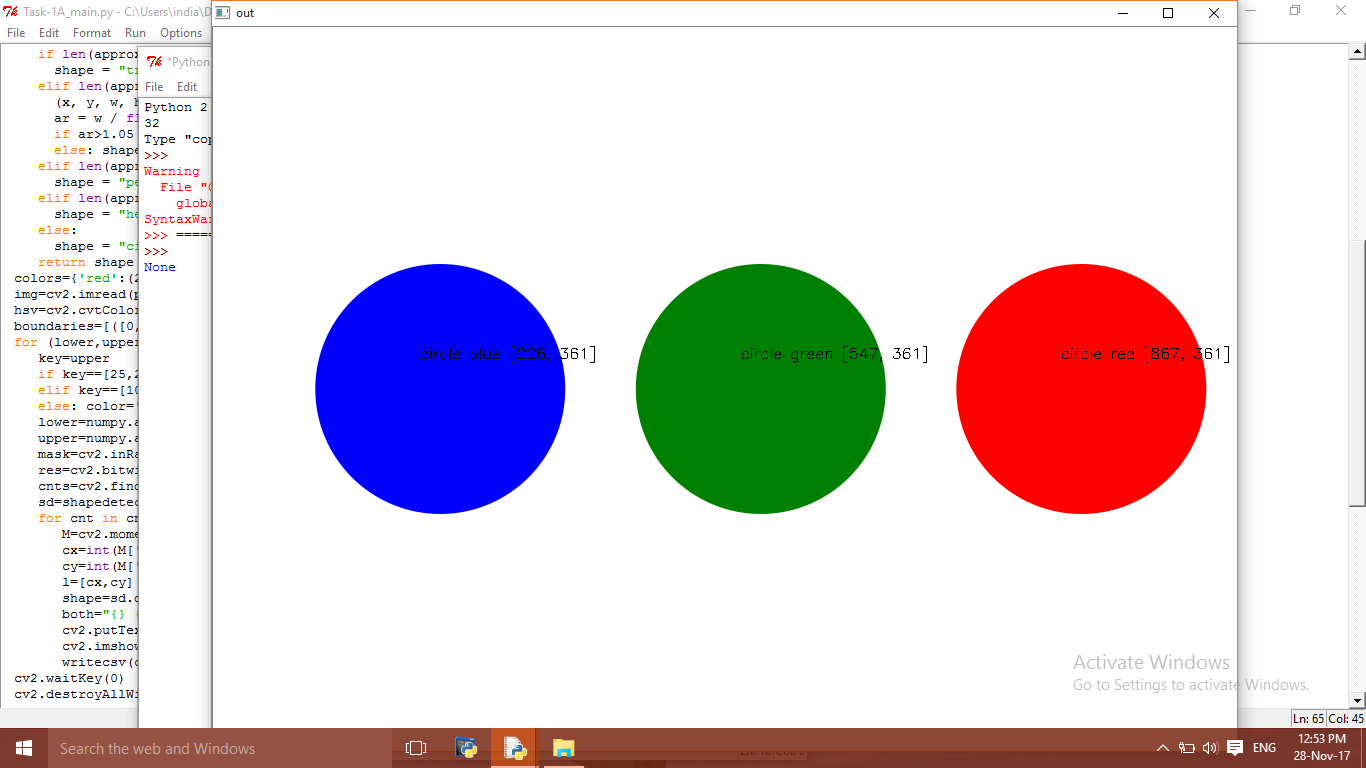 Task-1A_main.py - C:\Users\india\D
File Edit Format Run Options
if len(appro
shape = "tr
elif len(app
(x, y, w, h
ar = w / fl
if ar>1.05
else: shape
elif len(app
shape = "pe
elif len(app
shape = "he
else:
shape = "ci
return shape
colors={'red':(2
img=cv2.imread(p
hsv=cv2.cvtColor
boundaries=[([0,
for (lower,upper
key=upper
if key==[25,2
elif key==[10
else: color='
lower=numpy.a
upper=numpy.a
mask=cv2.inRa
res=cv2.bitwi
cnts=cv2.find
sd=shapedetec
for cnt in cn
M=cv2.mome
cx=int(M['
cy=int(M['
l=[cx,cy]
shape=sd.d
both="{} {
cv2.putTex
cv2.imshow
writecsv(c
cv2.waitKey(0)
cv2.destroyAllWi
*Python
File Edit
Python 2
32
Type "cop
>>>
Warning
File "C
globa
SyntaxWar
>>> =====
>>>
None
out
circle blue [226, 361]
circle green [547, 361]
circle red [867, 361]
Activate Windows
Go to Settings to activate Windows.
Ln: 65 Col: 45
Search the web and Windows
ENG
12:53 PM
28-Nov-17